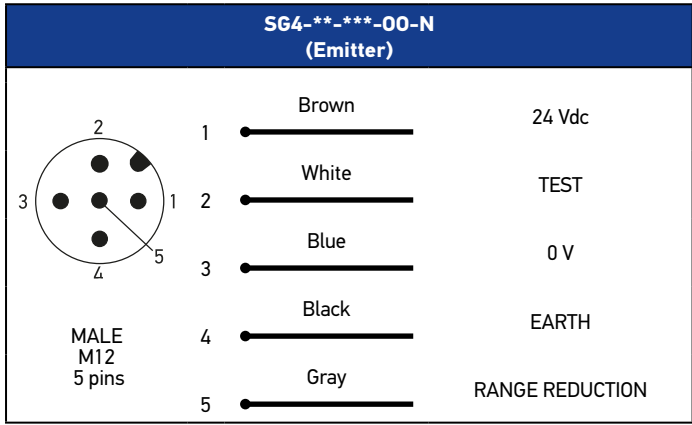 SG4-**-***-00-N
(Emitter)
2
3
1
5
4
MALE
M12
5 pins
1 Brown 24 Vdc
2 White TEST
3 Blue 0 V
4 Black EARTH
5 Gray RANGE REDUCTION